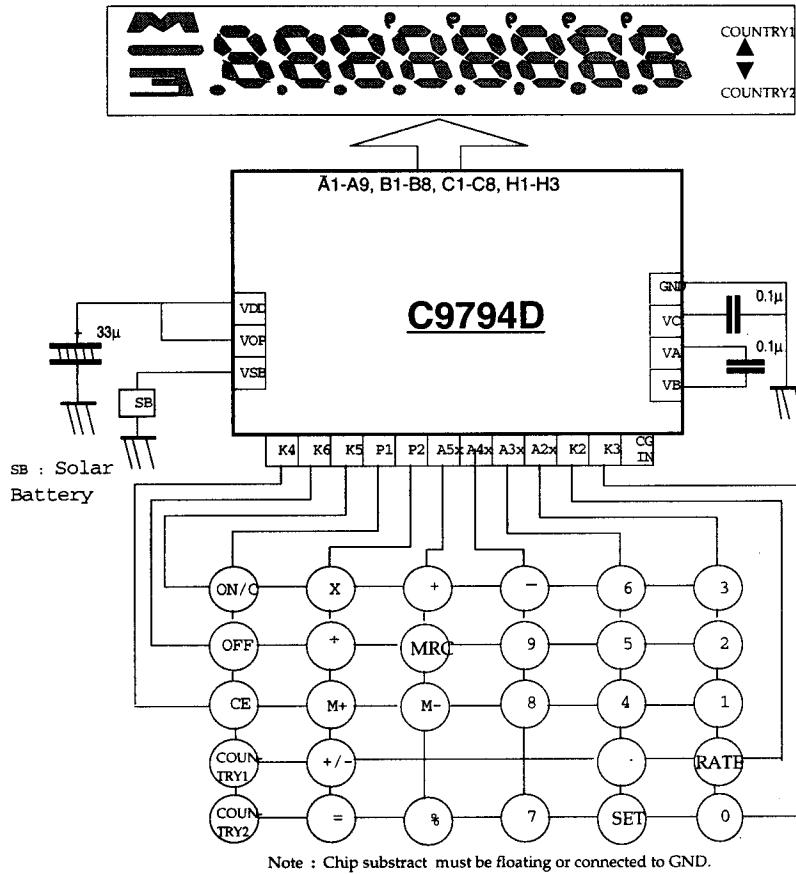 COUNTRY1
COUNTRY2
A1-A9, B1-B8, C1-C8, H1-H3
C9794D
VDD
VOP
VSB
GND
VC
VA
VB
33µ
+
0.1µ
0.1µ
SB
SB : Solar
Battery
K4 K6 K5 P1 P2 A5x A4x A3x A2x K2 K3 CG IN
ON/C X + − 6 3
OFF ÷ MRC 9 5 2
CE M+ M- 8 4 1
COUN-TRY1 +/- . RATE
COUN-TRY2 = % 7 SET 0
Note : Chip substract must be floating or connected to GND.